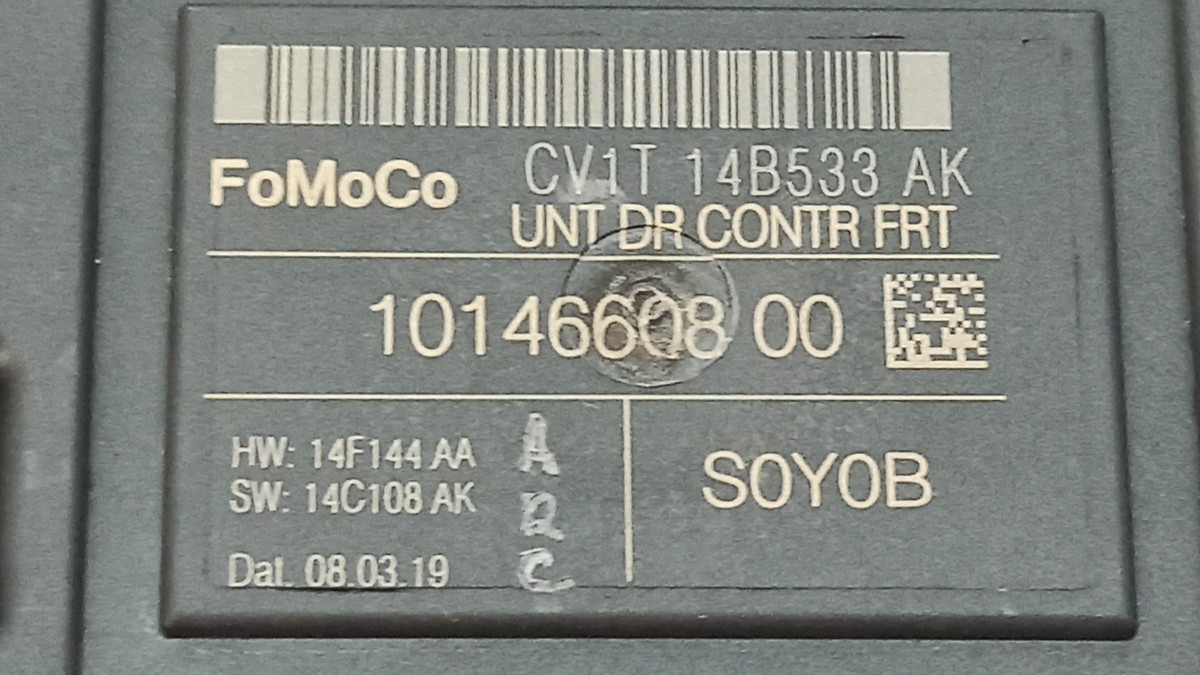 FoMoCo CV1T 14B533 AK
UNT DR CONTR FRT
10146608 00
HW: 14F144 AA A
SW: 14C108 AK
Dat. 08.03.19 C
S0Y0B